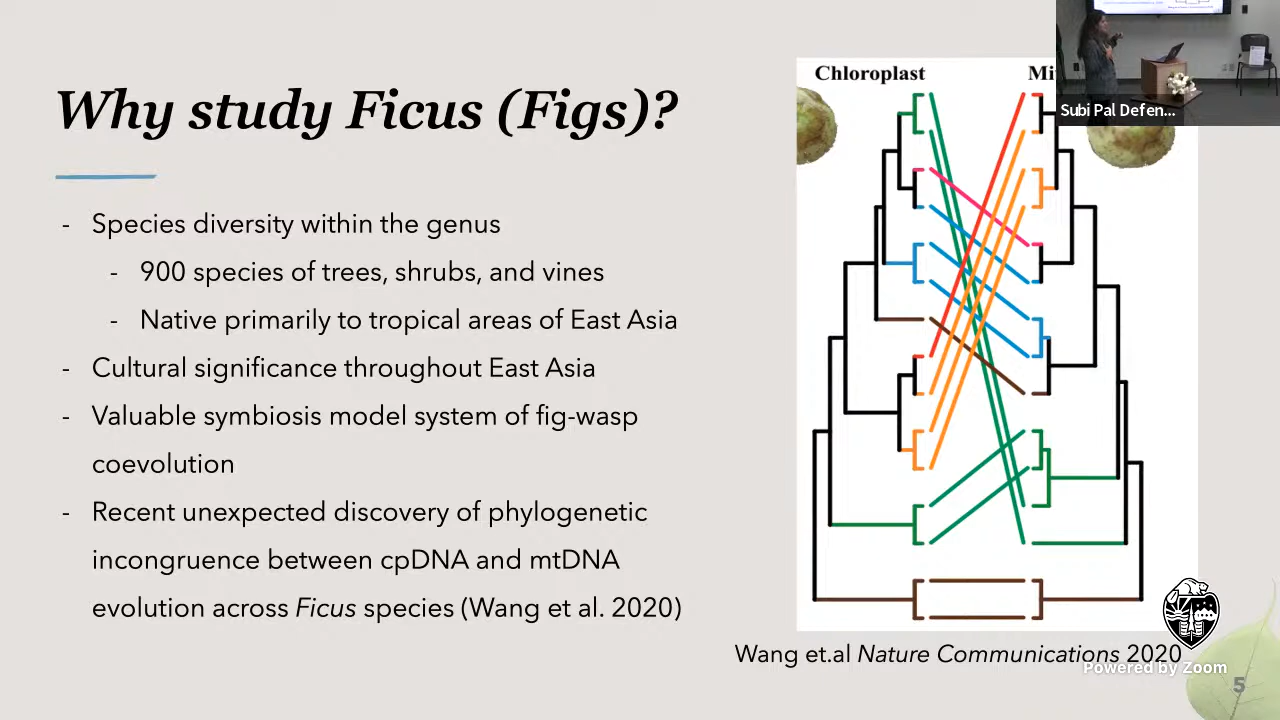 Why study Ficus (Figs)?
- Species diversity within the genus
- 900 species of trees, shrubs, and vines
- Native primarily to tropical areas of East Asia
- Cultural significance throughout East Asia
- Valuable symbiosis model system of fig-wasp
coevolution
- Recent unexpected discovery of phylogenetic
incongruence between cpDNA and mtDNA
evolution across Ficus species (Wang et al. 2020)
Chloroplast
Mi
Subi Pal Defen...
Wang et.al Nature Communications 2020
Powered by Zoom
5